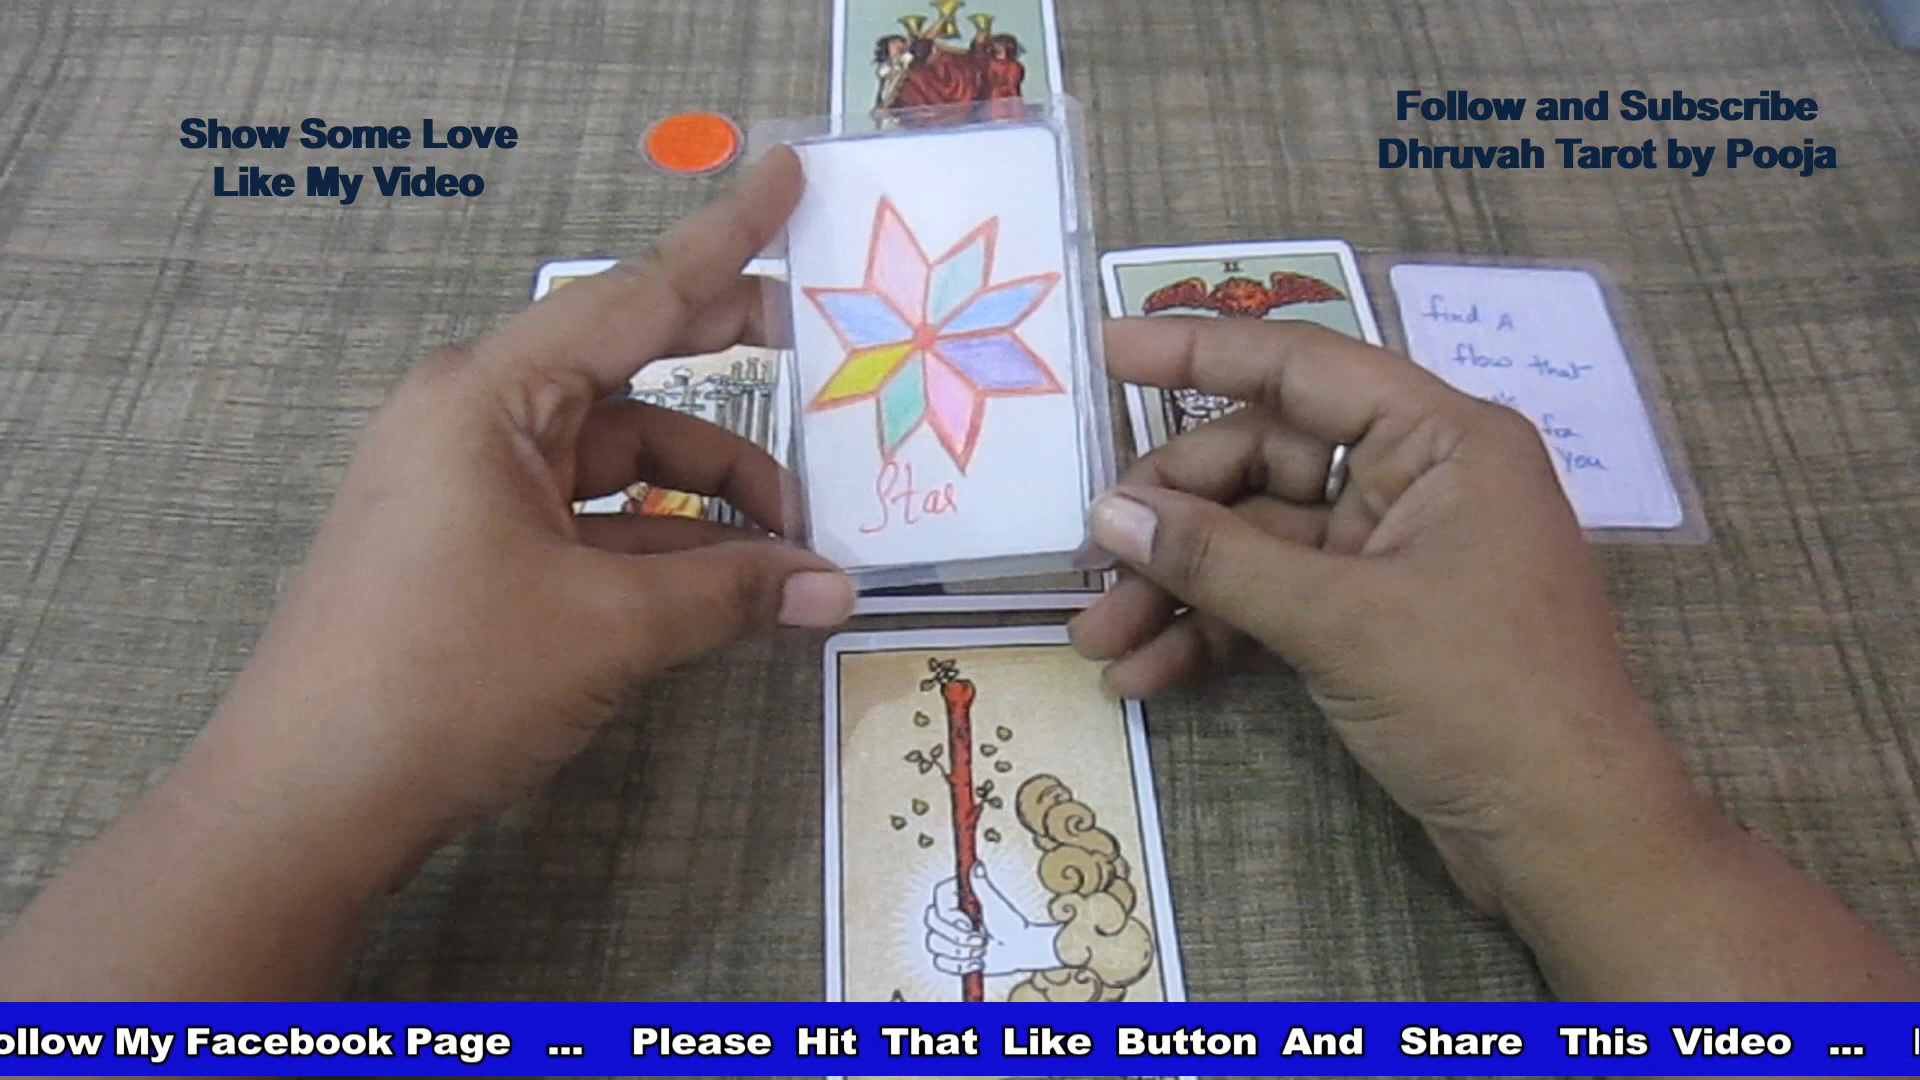 Show Some Love
Like My Video
Follow and Subscribe
Dhruvah Tarot by Pooja
II
find A
flow that
for
You
Star
ollow My Facebook Page ... Please Hit That Like Button And Share This Video ...